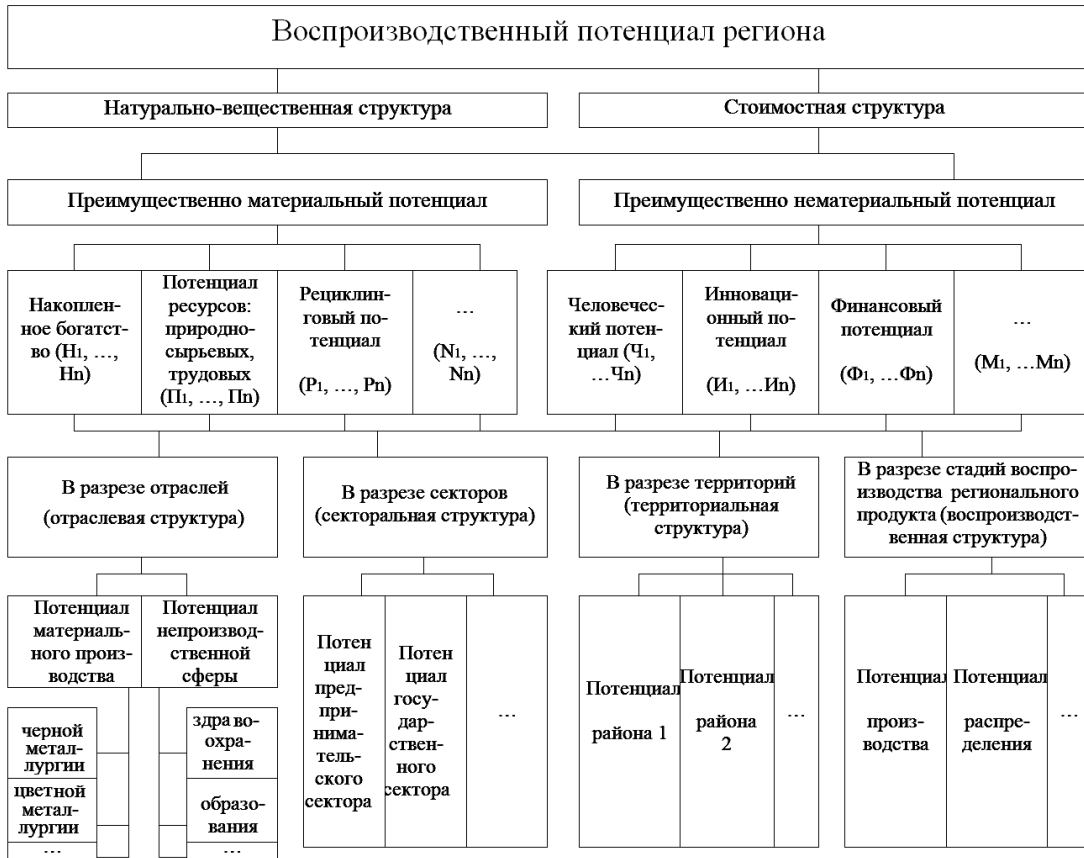 Воспроизводственный потенциал региона
Натурально-вещественная структура
Стоимостная структура
Преимущественно материальный потенциал
Преимущественно нематериальный потенциал
Накоплен-
ное богатст-
во (Н1, …,
Нn)
Потенциал
ресурсов:
природно-
сырьевых,
трудовых
(П1, …, Пn)
Рециклин-
говый по-
тенциал
(Р1, …, Рn)
…
(N1, …,
Nn)
Человечес-
кий потен-
циал (Ч1,
…Чn)
Инноваци-
онный по-
тенциал
(И1, …Иn)
Финансовый
потенциал
(Ф1, …Фn)
…
(М1, …Мn)
В разрезе отраслей
(отраслевая структура)
В разрезе секторов
(секторальная структура)
В разрезе территорий
(территориальная
структура)
В разрезе стадий воспро-
изводства регионального
продукта (воспроизводст-
венная структура)
Потенциал
материаль-
ного произ-
водства
Потенциал
непроизвод-
ственной
сферы
черной
метал-
лургии
цветной
метал-
лургии
…
здраво-
охра-
нения
образо-
вания
…
Потен
циал
пред-
при-
нима-
тель-
ского
сектора
Потен
циал
госу-
дар-
ствен-
ного
сектора
…
Потенциал
района 1
Потенциал
района
2
…
Потенциал
произ-
водства
Потенциал
распре-
деления
…